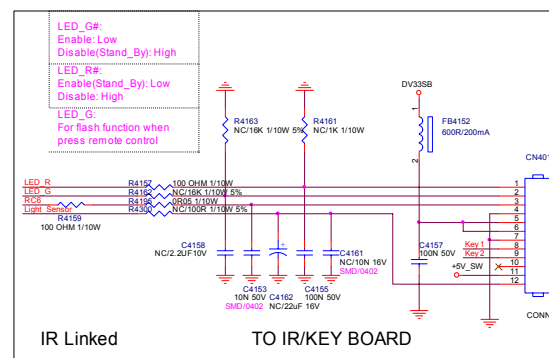 LED_G#:
Enable: Low
Disable(Stand_By): High
LED_R#:
Enable(Stand_By): Low
Disable: High
LED_G:
For flash function when
press remote control
DV33SB
R4163
NC/16K 1/10W 5%
R4161
NC/1K 1/10W
1
FB4152
600R/200mA
2
CN401
LED_R
R4157
100 OHM 1/10W
1
LED_G
R4162
NC/16K 1/10W 5%
2
RC6
R4195
0R05 1/10W
3
Light_Sensor
R4300
NC/100R 1/10W 5%
4
R4159
100 OHM 1/10W
5
6
7
Key1
8
Key2
9
10
+5V_SW
11
12
C4158
NC/2.2UF10V
C4161
NC/10N 16V
SMD/0402
C4157
100N 50V
C4153
10N 50V
SMD/0402
C4162
NC/22uF 16V
C4155
100N 50V
CONN
IR Linked
TO IR/KEY BOARD